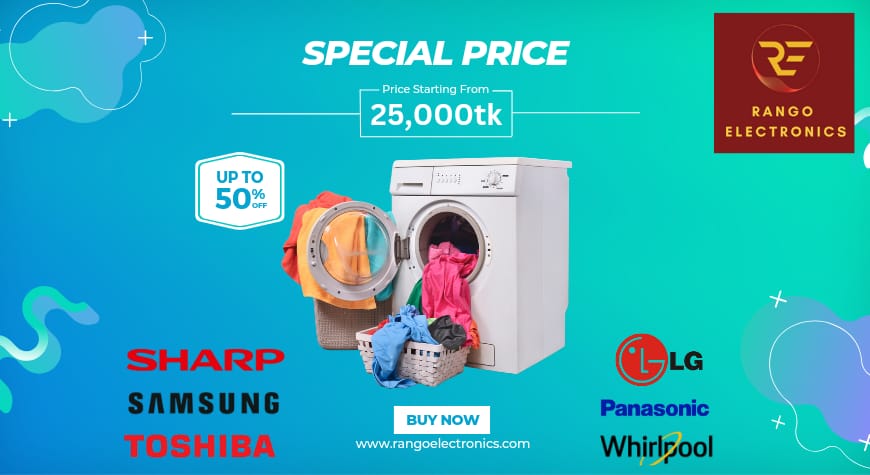 SPECIAL PRICE
Price Starting From
25,000tk
RE
RANGO
ELECTRONICS
UP TO
50%
OFF
SHARP
SAMSUNG
TOSHIBA
LG
Panasonic
Whirlpool
BUY NOW
www.rangoelectronics.com